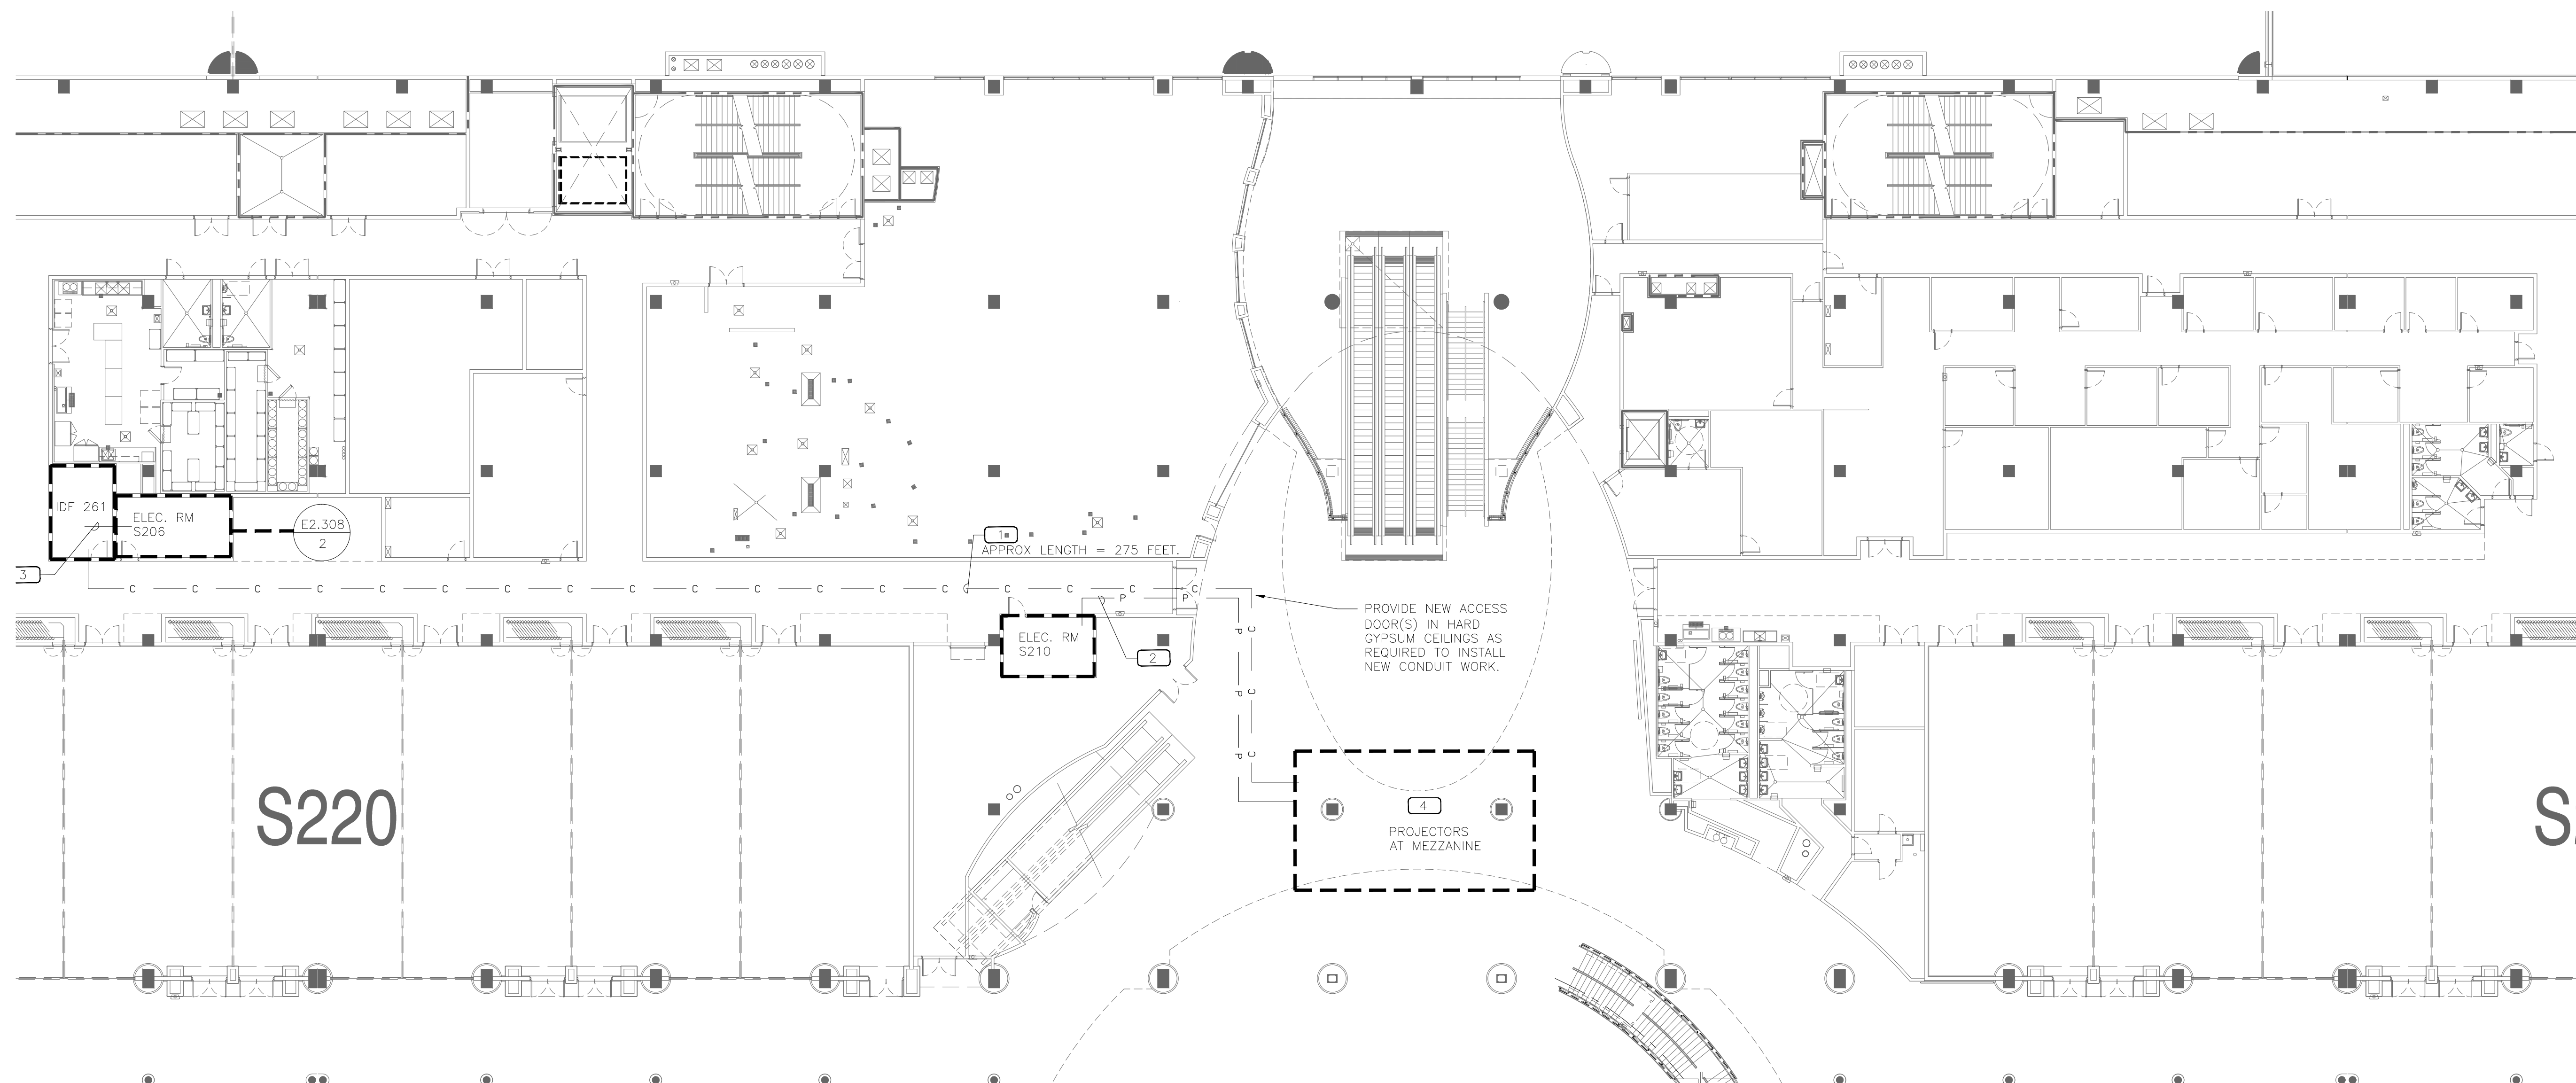 IDF 261
ELEC. RM
S206
E2.308
2
3
1
APPROX LENGTH = 275 FEET.
C C C C C C C C C C C C C C C C C C
P P
ELEC. RM
S210
2
PROVIDE NEW ACCESS
DOOR(S) IN HARD
GYPSUM CEILINGS AS
REQUIRED TO INSTALL
NEW CONDUIT WORK.
P C
P C
P C
4
PROJECTORS
AT MEZZANINE
S220
S